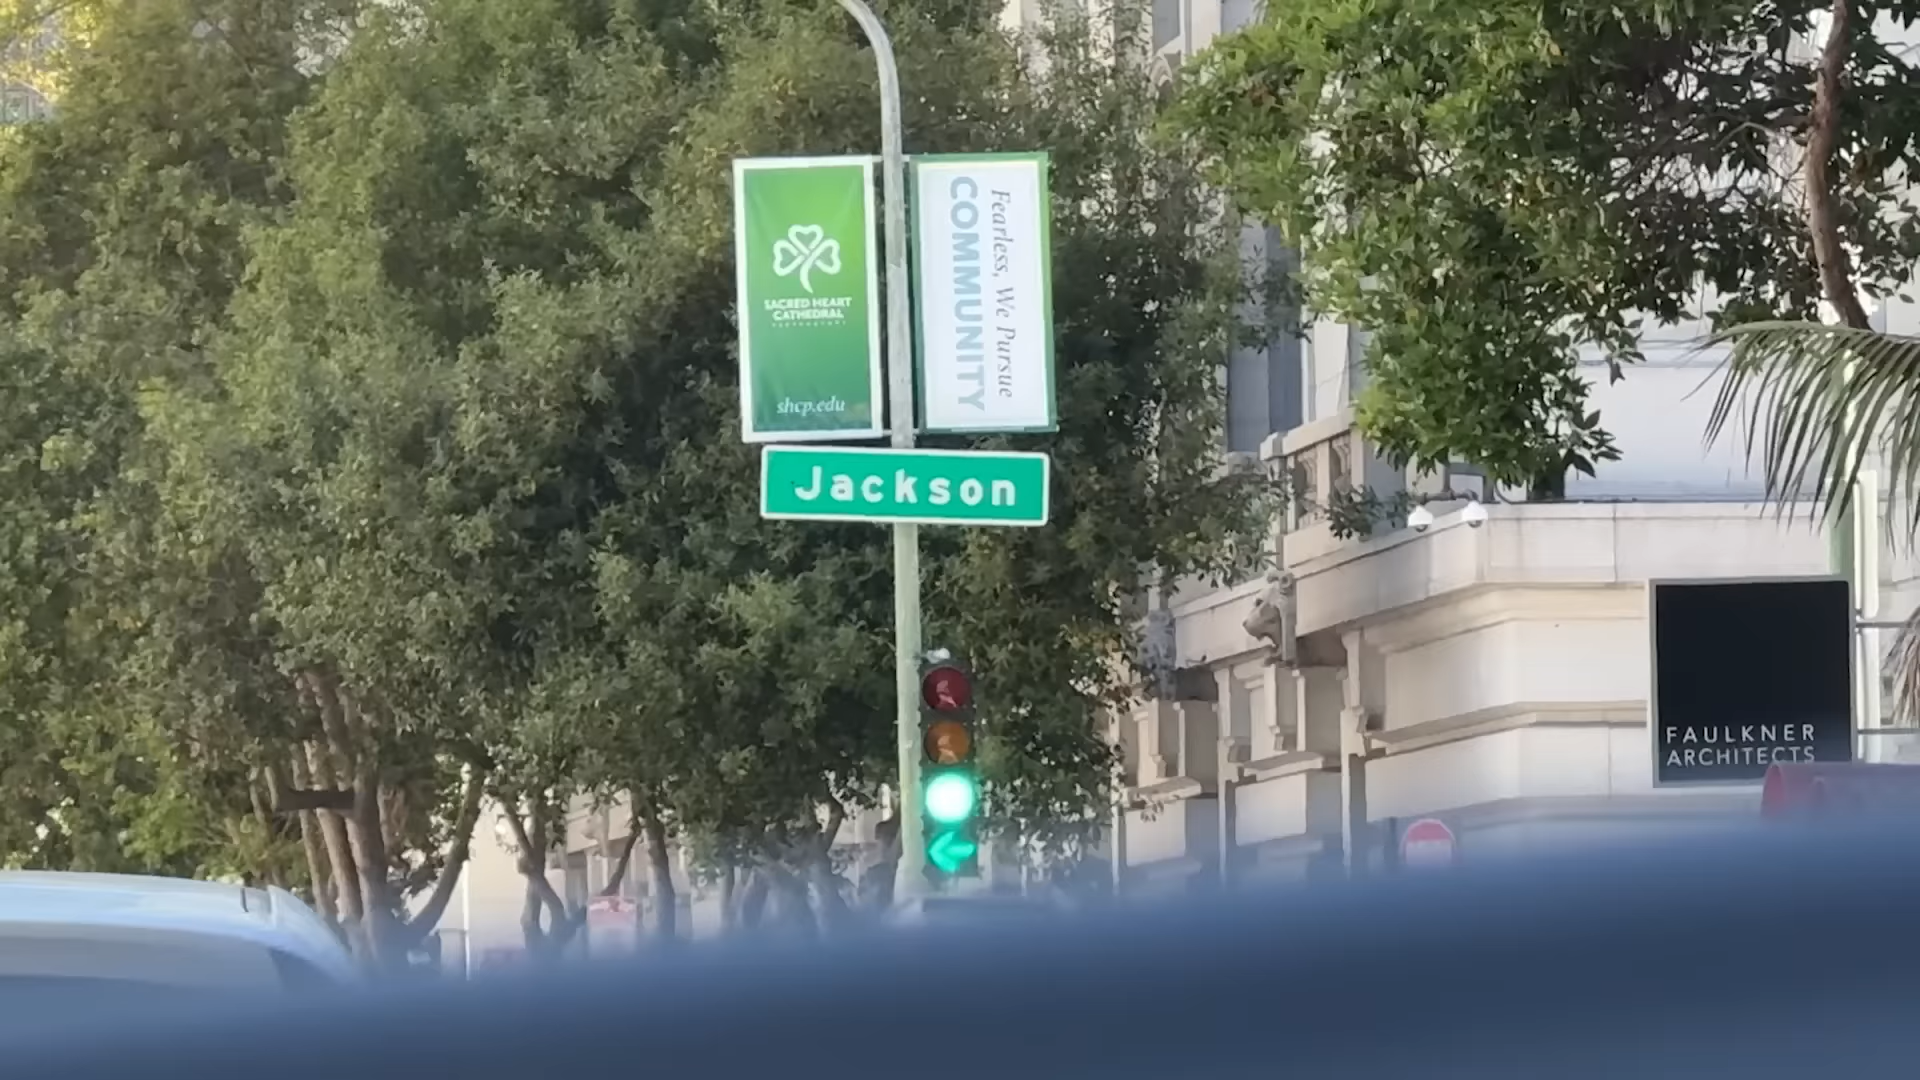 SACRED HEART
CATHEDRAL
shcp.edu
Fearless, We Pursue
COMMUNITY
Jackson
FAULKNER
ARCHITECTS